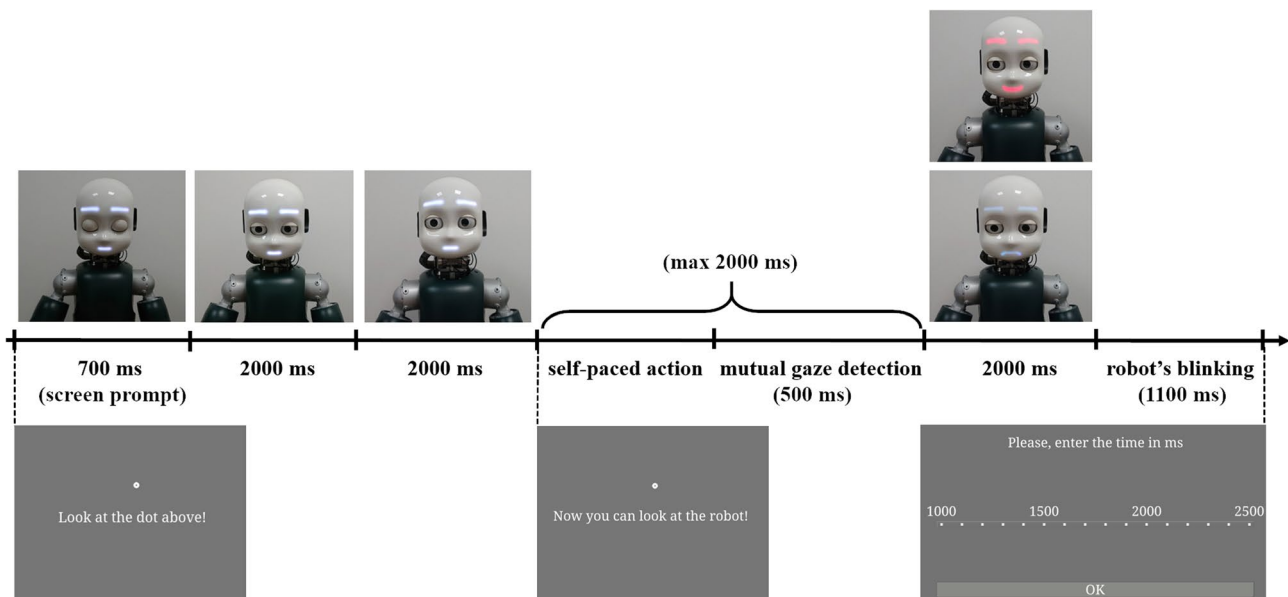 (max 2000 ms)
700 ms
(screen prompt)
2000 ms
2000 ms
self-paced action
mutual gaze detection
(500 ms)
2000 ms
robot's blinking
(1100 ms)
Look at the dot above!
Now you can look at the robot!
Please, enter the time in ms
1000 1500 2000 2500
OK